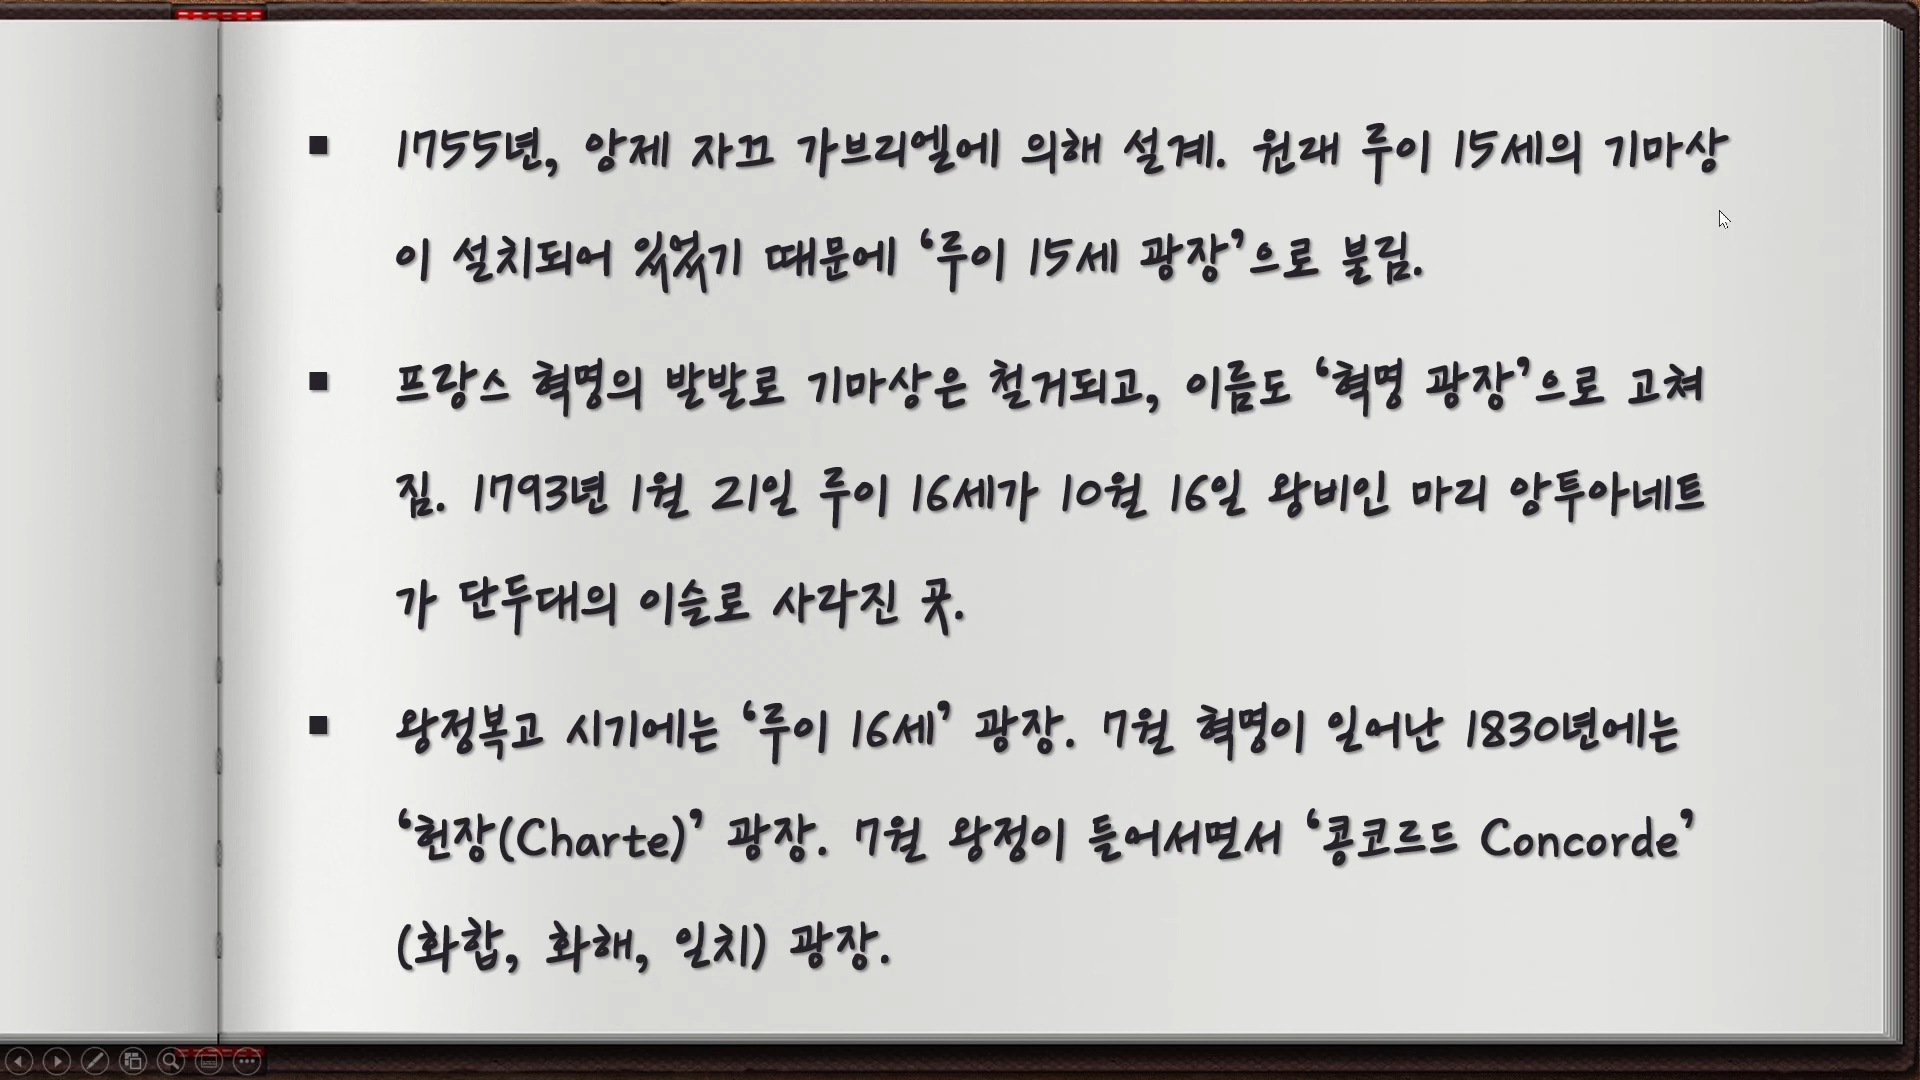 ▪ 1755년, 앙제 자끄 가브리엘에 의해 설계. 원래 루이 15세의 기마상
이 설치되어 있었기 때문에 ‘루이 15세 광장’으로 불림.
▪ 프랑스 혁명의 발발로 기마상은 철거되고, 이름도 ‘혁명 광장’으로 고쳐
짐. 1793년 1월 21일 루이 16세가 10월 16일 왕비인 마리 앙투아네트
가 단두대의 이슬로 사라진 곳.
▪ 왕정복고 시기에는 ‘루이 16세’ 광장. 7월 혁명이 일어난 1830년에는
‘헌장(Charte)’ 광장. 7월 왕정이 들어서면서 ‘콩코르드 Concorde’
(화합, 화해, 일치) 광장.